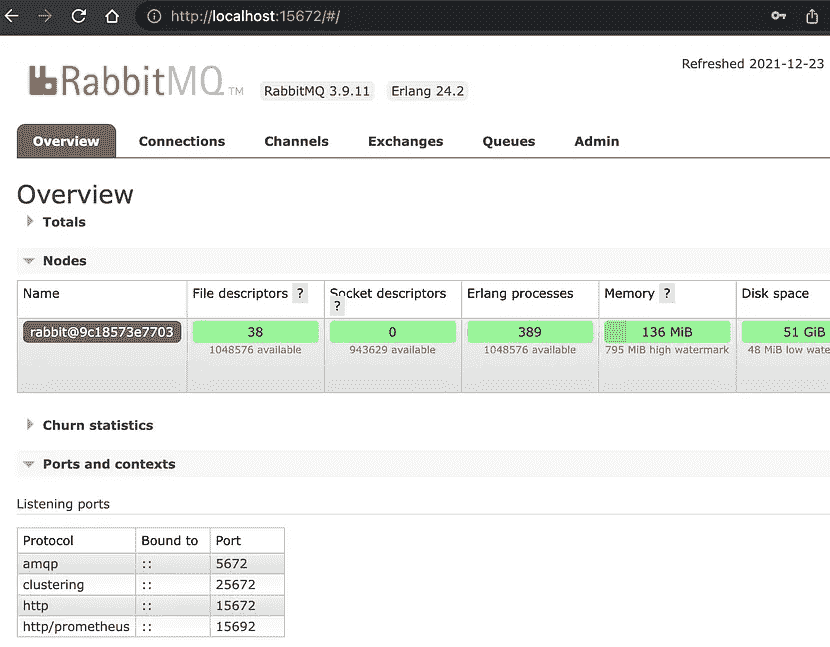 http://localhost:15672/#/
Refreshed 2021-12-23
RabbitMQ TM RabbitMQ 3.9.11 Erlang 24.2
Overview Connections Channels Exchanges Queues Admin
Overview
Totals
Nodes
Name File descriptors ? Socket descriptors ? Erlang processes Memory ? Disk space
rabbit@9c18573e7703 38 0 389 136 MiB 51 GiB
1048576 available 943629 available 1048576 available 795 MiB high watermark 48 MiB low wate
Churn statistics
Ports and contexts
Listening ports
Protocol Bound to Port
amqp :: 5672
clustering :: 25672
http :: 15672
http/prometheus :: 15692